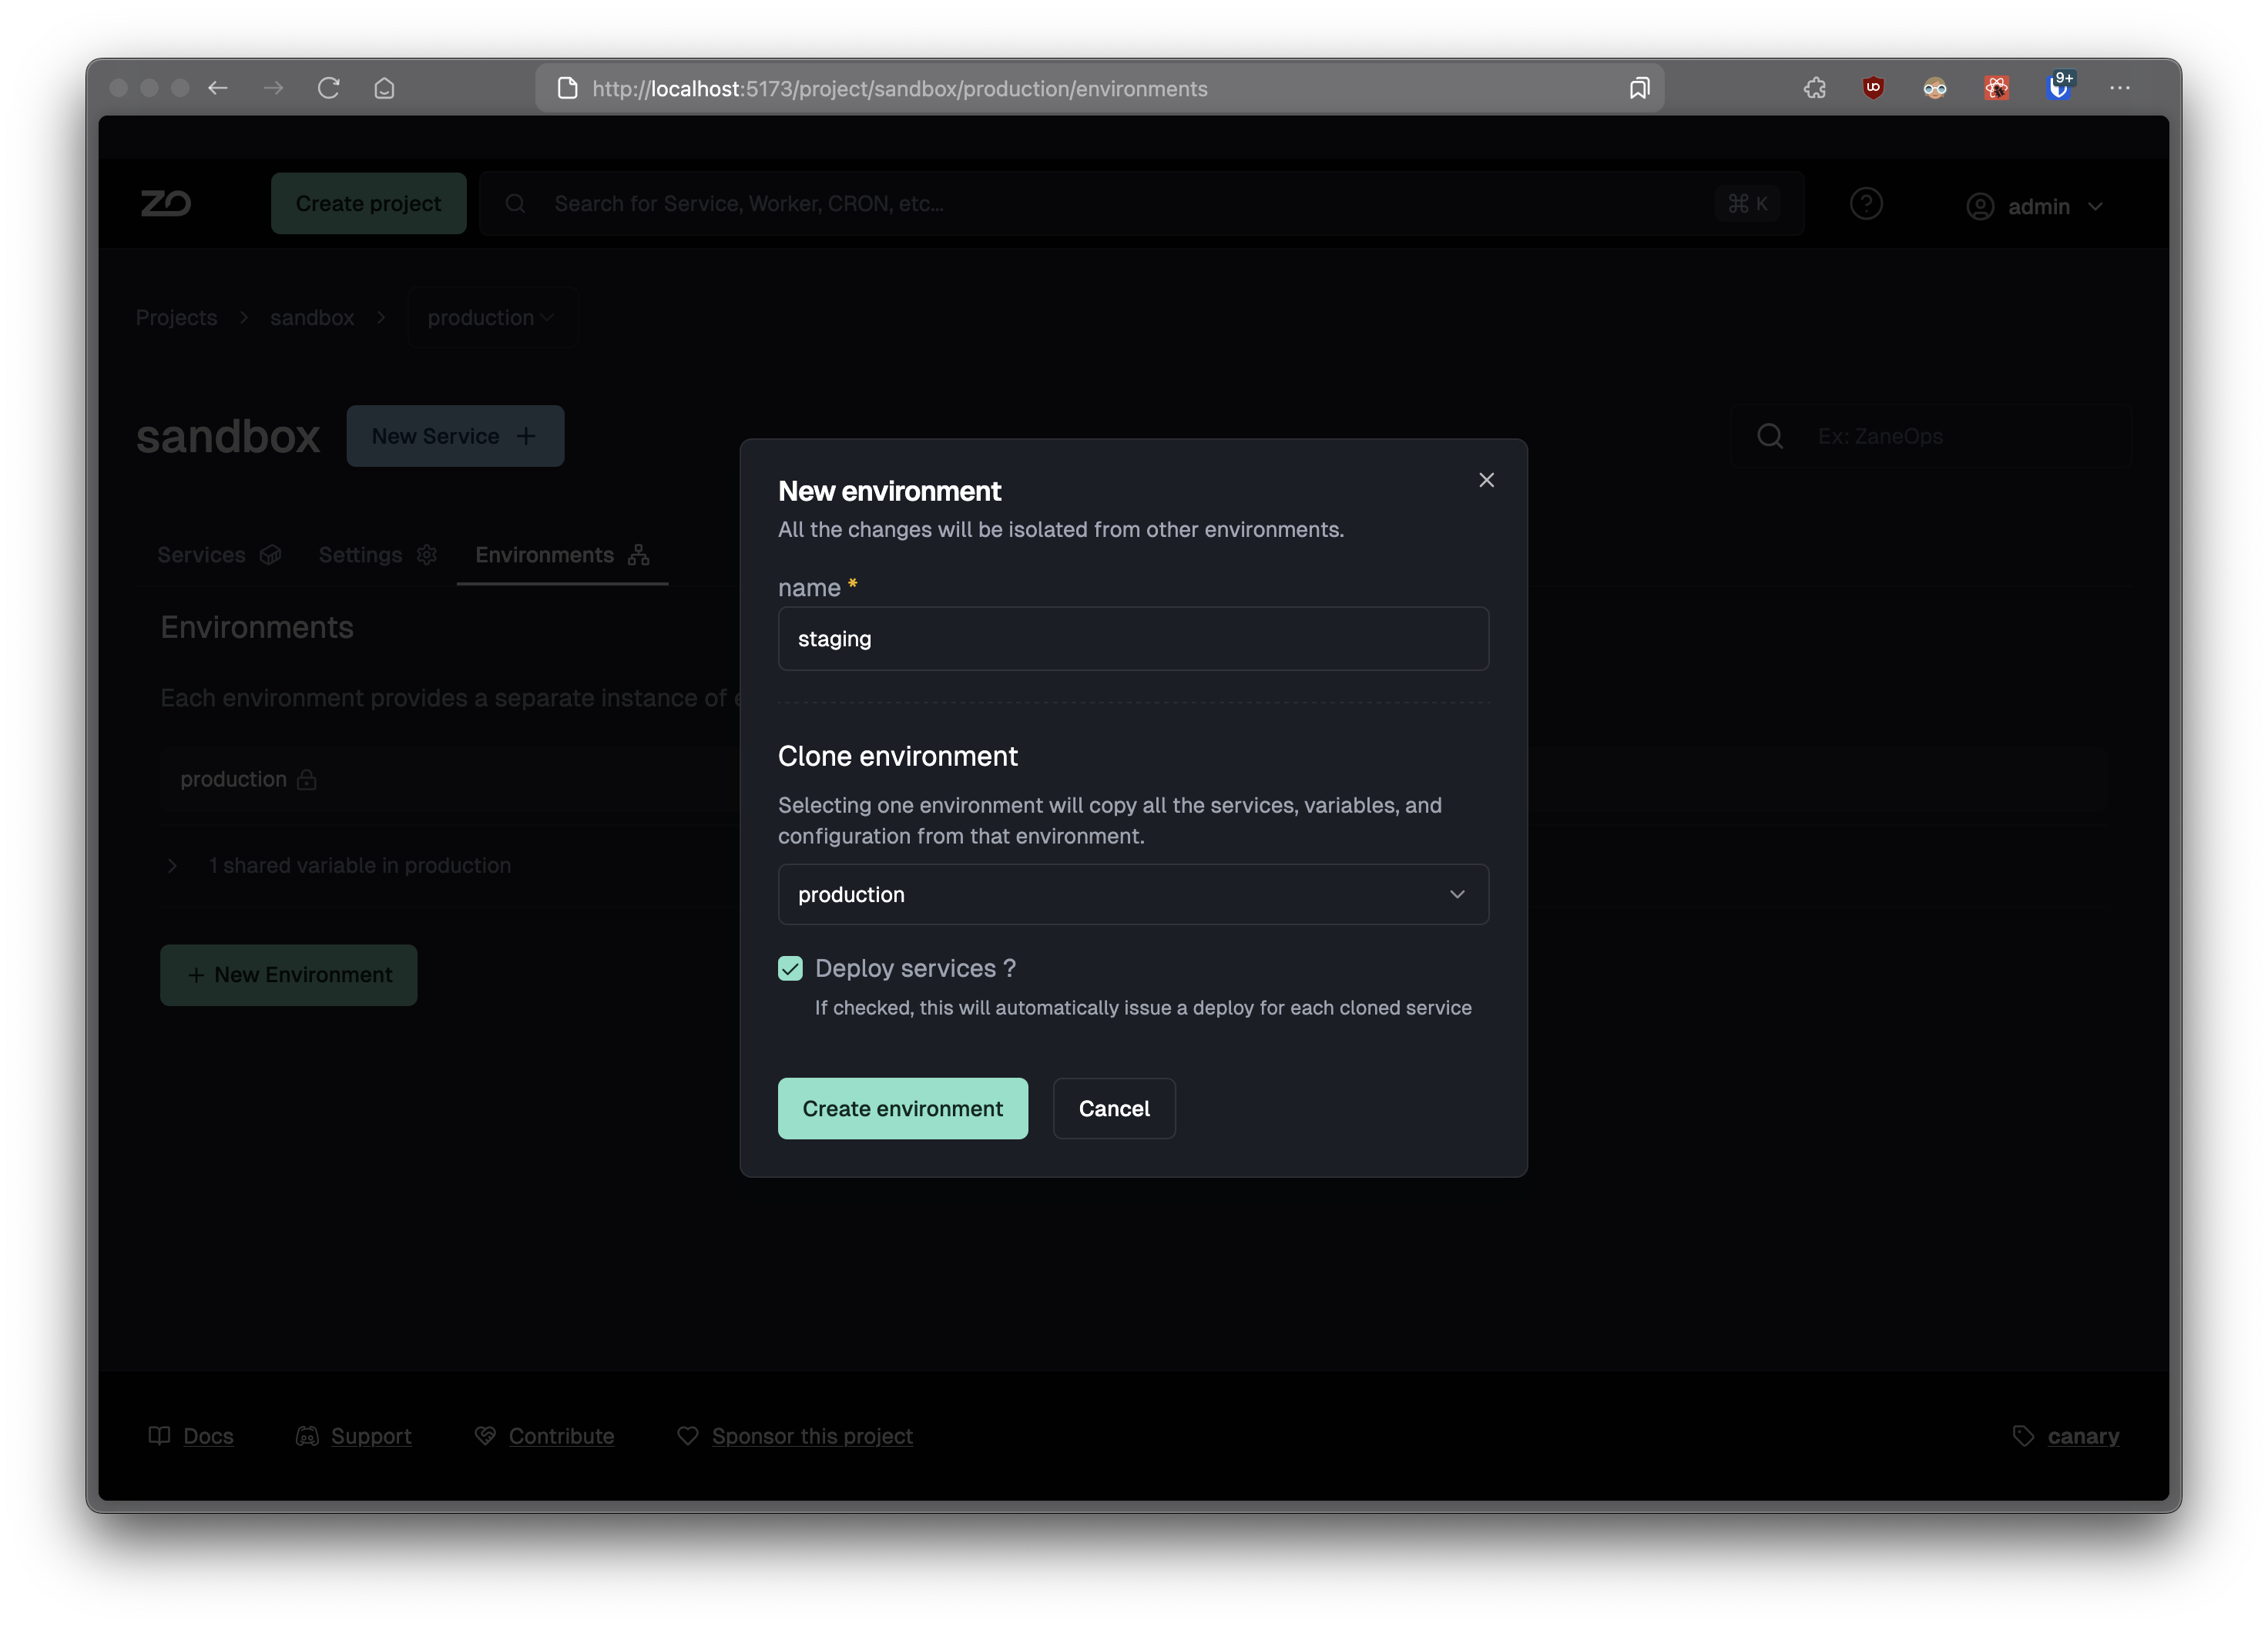 http://localhost:5173/project/sandbox/production/environments
9+
ZO
Create project
Search for Service, Worker, CRON, etc...
⌘ K
admin
Projects
sandbox
production
sandbox
New Service +
Ex: ZaneOps
Services
Settings
Environments
Environments
Each environment provides a separate instance of
production
1 shared variable in production
+ New Environment
New environment
All the changes will be isolated from other environments.
name *
staging
Clone environment
Selecting one environment will copy all the services, variables, and
configuration from that environment.
production
Deploy services ?
If checked, this will automatically issue a deploy for each cloned service
Create environment
Cancel
Docs
Support
Contribute
Sponsor this project
canary